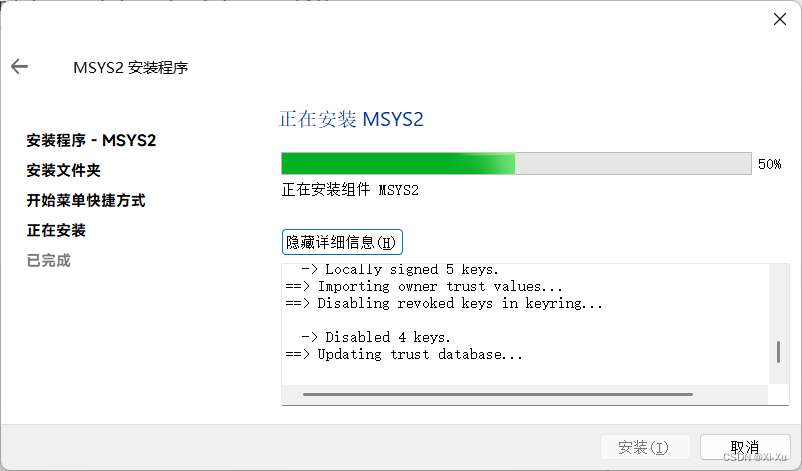 MSYS2 安装程序
安装程序 - MSYS2
安装文件夹
开始菜单快捷方式
正在安装
已完成
正在安装 MSYS2
50%
正在安装组件 MSYS2
隐藏详细信息(H)
-> Locally signed 5 keys.
==> Importing owner trust values...
==> Disabling revoked keys in keyring...
-> Disabled 4 keys.
==> Updating trust database...
安装(I)
取消
CSDN @Xi-Xu